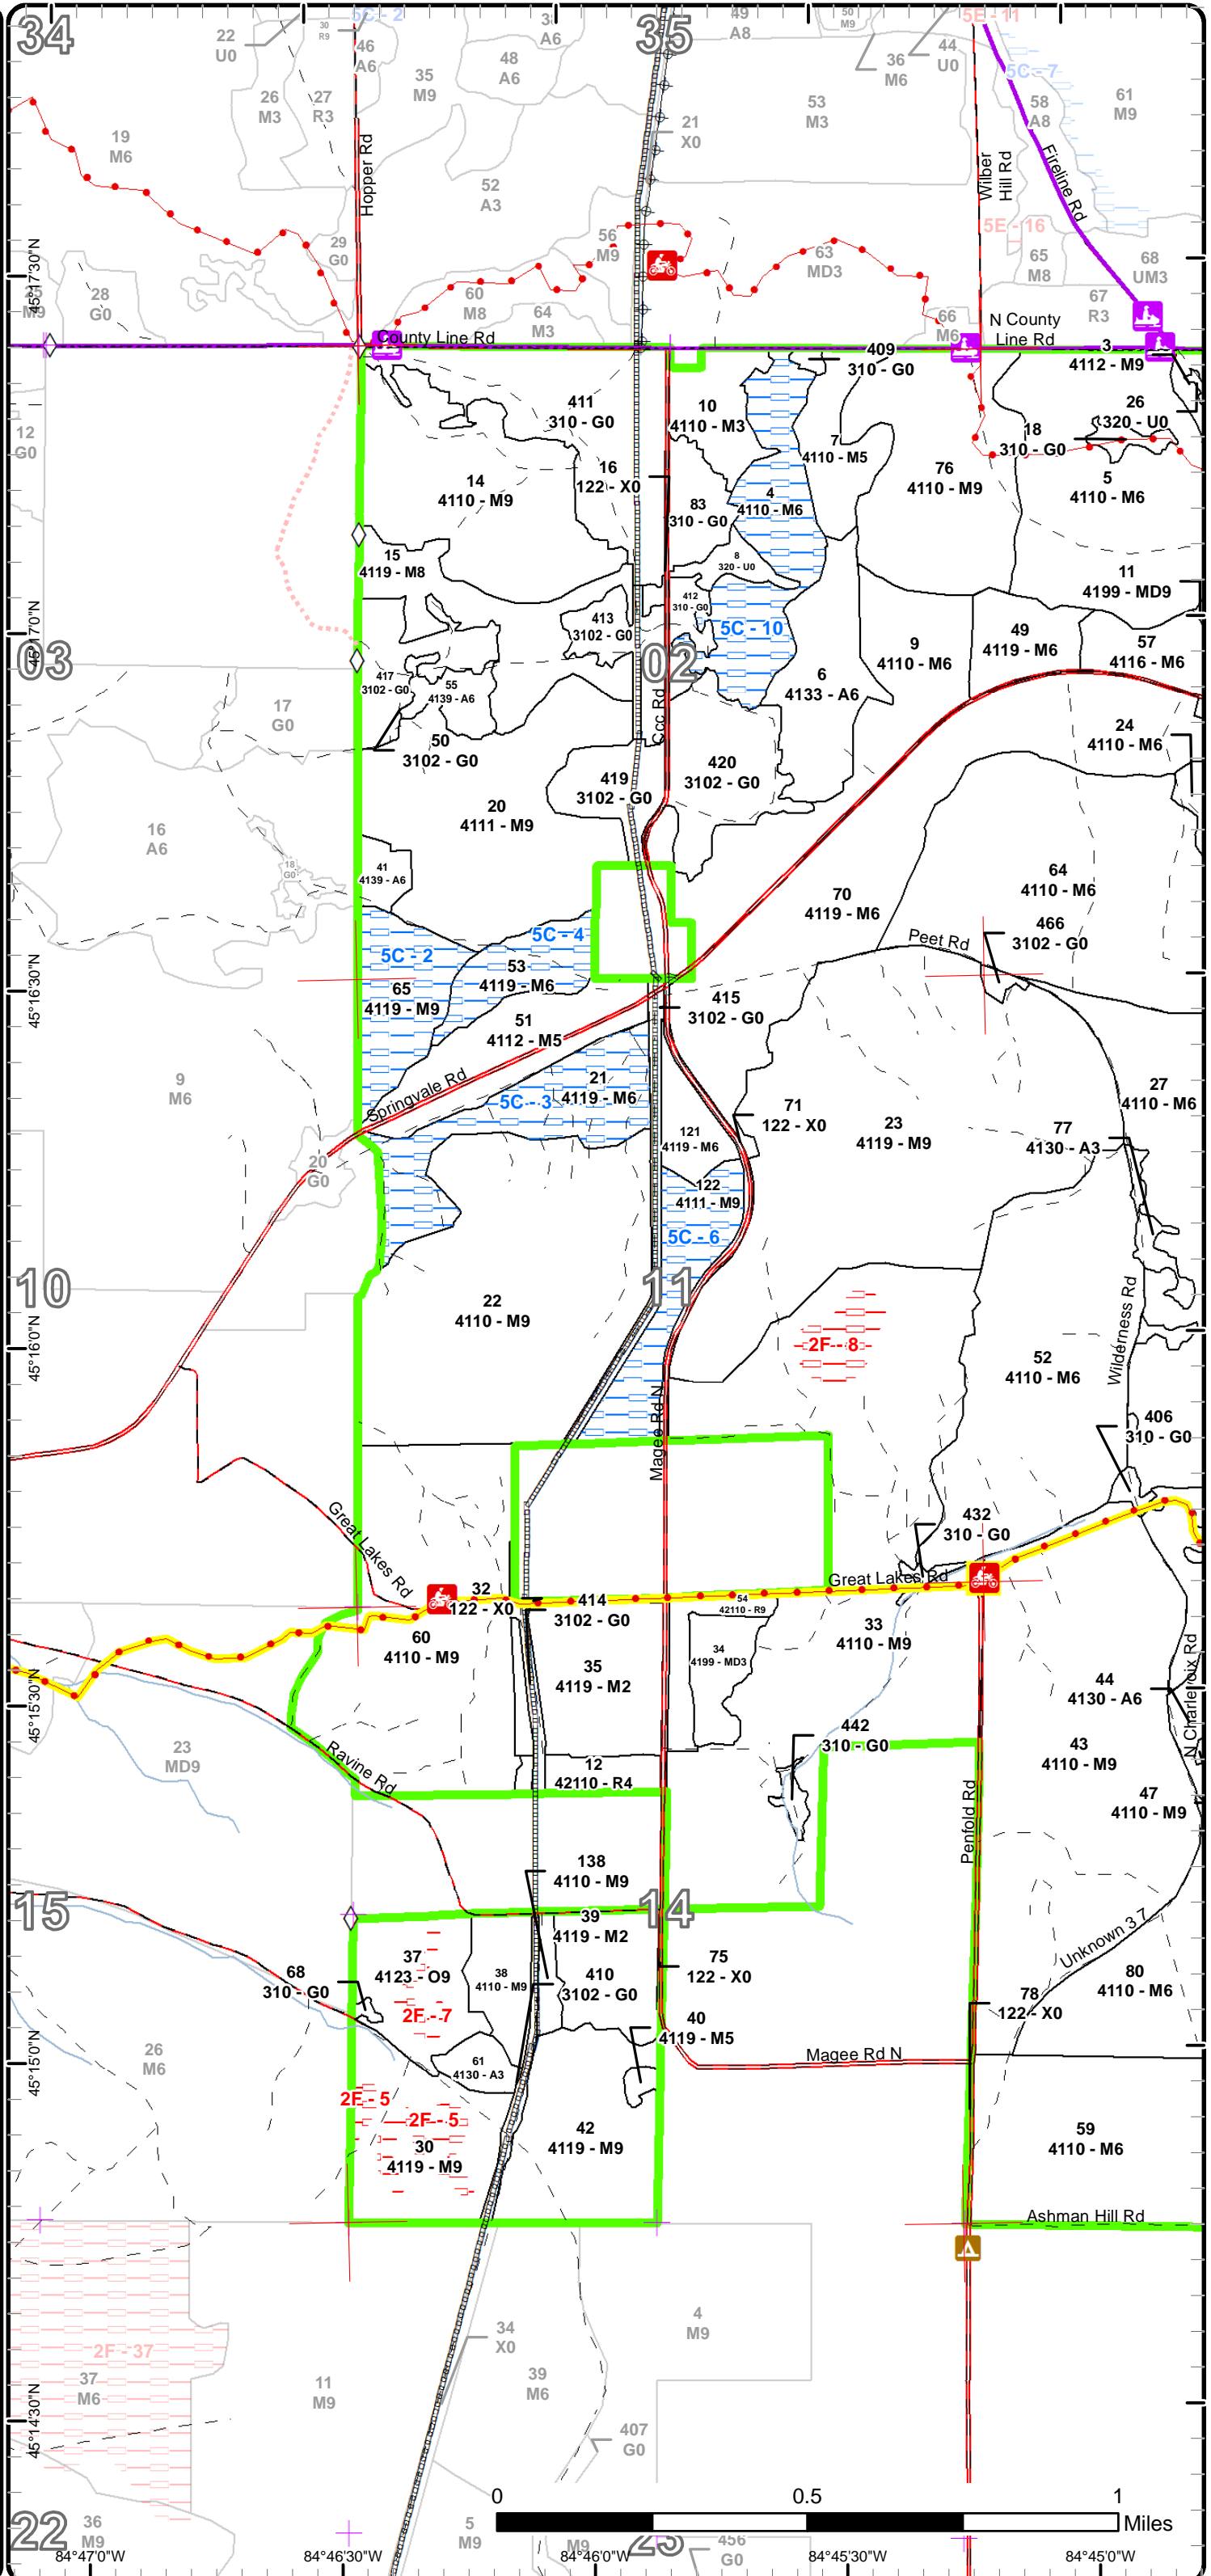 34
35
22
U0
30
R9
5C - 2
46
A6
A6
48
A6
49
A8
50
M9
5E - 11
44
U0
36
M6
5C - 7
26
M3
27
R3
35
M9
53
M3
58
A8
61
M9
19
M6
21
X0
Hopper Rd
Wilber
Hill Rd
Fireline Rd
52
A3
29
G0
56
M9
63
MD3
5E - 16
65
M8
68
UM3
45°17'30"N
28
G0
M9
60
M8
64
M3
66
M6
67
R3
N County
Line Rd
County Line Rd
409
310 - G0
3
4112 - M9
12
G0
411
310 - G0
10
4110 - M3
7
4110 - M5
26
320 - U0
18
310 - G0
14
4110 - M9
16
122 - X0
4
4110 - M6
76
4110 - M9
5
4110 - M6
83
310 - G0
15
4119 - M8
8
320 - U0
11
4199 - MD9
412
310 - G0
413
3102 - G0
5C - 10
9
4110 - M6
49
4119 - M6
57
4116 - M6
45°17'0"N
03
02
417
3102 - G0
55
4139 - A6
6
4133 - A6
17
G0
Ccc Rd
50
3102 - G0
24
4110 - M6
419
3102 - G0
420
3102 - G0
20
4111 - M9
16
A6
18
G0
41
4139 - A6
64
4110 - M6
70
4119 - M6
466
3102 - G0
Peet Rd
5C - 4
5C - 2
53
4119 - M6
65
4119 - M9
45°16'30"N
415
3102 - G0
51
4112 - M5
Springvale Rd
21
4119 - M6
5C - 3
9
M6
71
122 - X0
23
4119 - M9
27
4110 - M6
77
4130 - A3
121
4119 - M6
20
G0
122
4111 - M9
5C - 6
10
11
22
4110 - M9
Wilderness Rd
2F - 8
52
4110 - M6
45°16'0"N
406
310 - G0
Magee Rd N
Great Lakes Rd
432
310 - G0
Great Lakes Rd
32
122 - X0
414
3102 - G0
54
42110 - R9
60
4110 - M9
33
4110 - M9
34
4199 - MD3
35
4119 - M2
44
4130 - A6
N Charlevoix Rd
45°15'30"N
23
MD9
Ravine Rd
442
310 - G0
43
4110 - M9
12
42110 - R4
47
4110 - M9
Penfold Rd
138
4110 - M9
15
14
39
4119 - M2
Unknown 37
37
4123 - O9
38
4110 - M9
410
3102 - G0
75
122 - X0
80
4110 - M6
68
310 - G0
2F - 7
40
4119 - M5
78
122 - X0
26
M6
45°15'0"N
61
4130 - A3
Magee Rd N
2E - 5
2F - 5
30
4119 - M9
42
4119 - M9
59
4110 - M6
Ashman Hill Rd
4
M9
34
X0
2F - 37
37
M6
11
M9
39
M6
45°14'30"N
407
G0
0
0.5
1
Miles
22
36
M9
5
M9
M9
23
456
G0
84°47'0"W
84°46'30"W
84°46'0"W
84°45'30"W
84°45'0"W